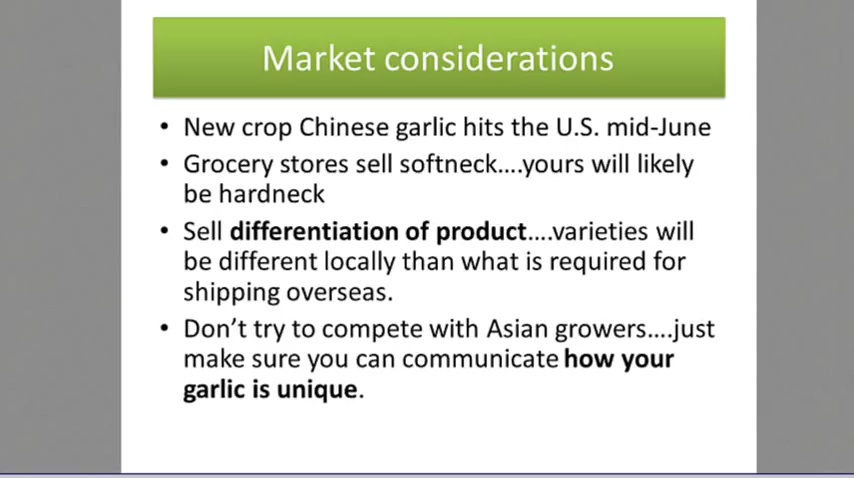 Market considerations
• New crop Chinese garlic hits the U.S. mid-June
• Grocery stores sell softneck....yours will likely
be hardneck
• Sell differentiation of product....varieties will
be different locally than what is required for
shipping overseas.
• Don't try to compete with Asian growers....just
make sure you can communicate how your
garlic is unique.